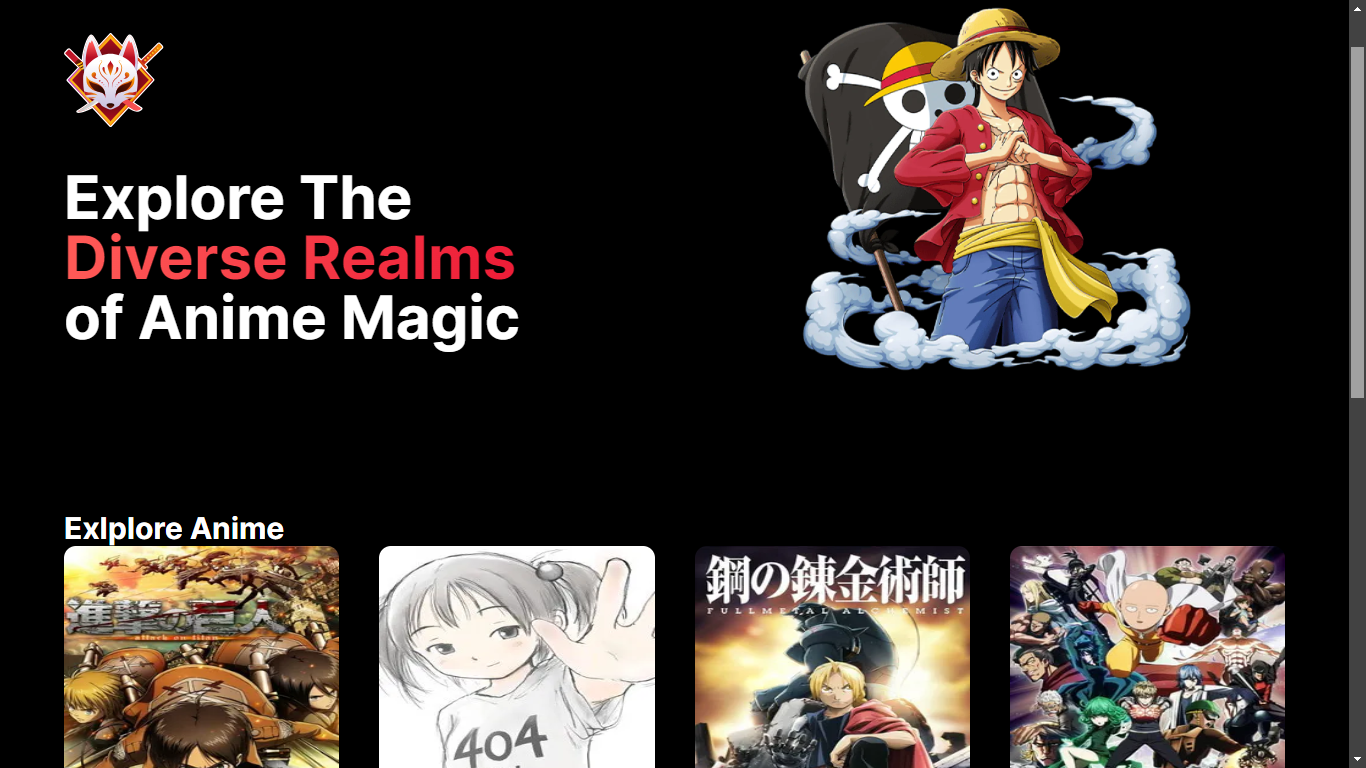 Explore The
Diverse Realms
of Anime Magic
Exlplore Anime
進撃の巨人
attack on titan
404
鋼の錬金術師
FULLMETAL ALCHEMIST